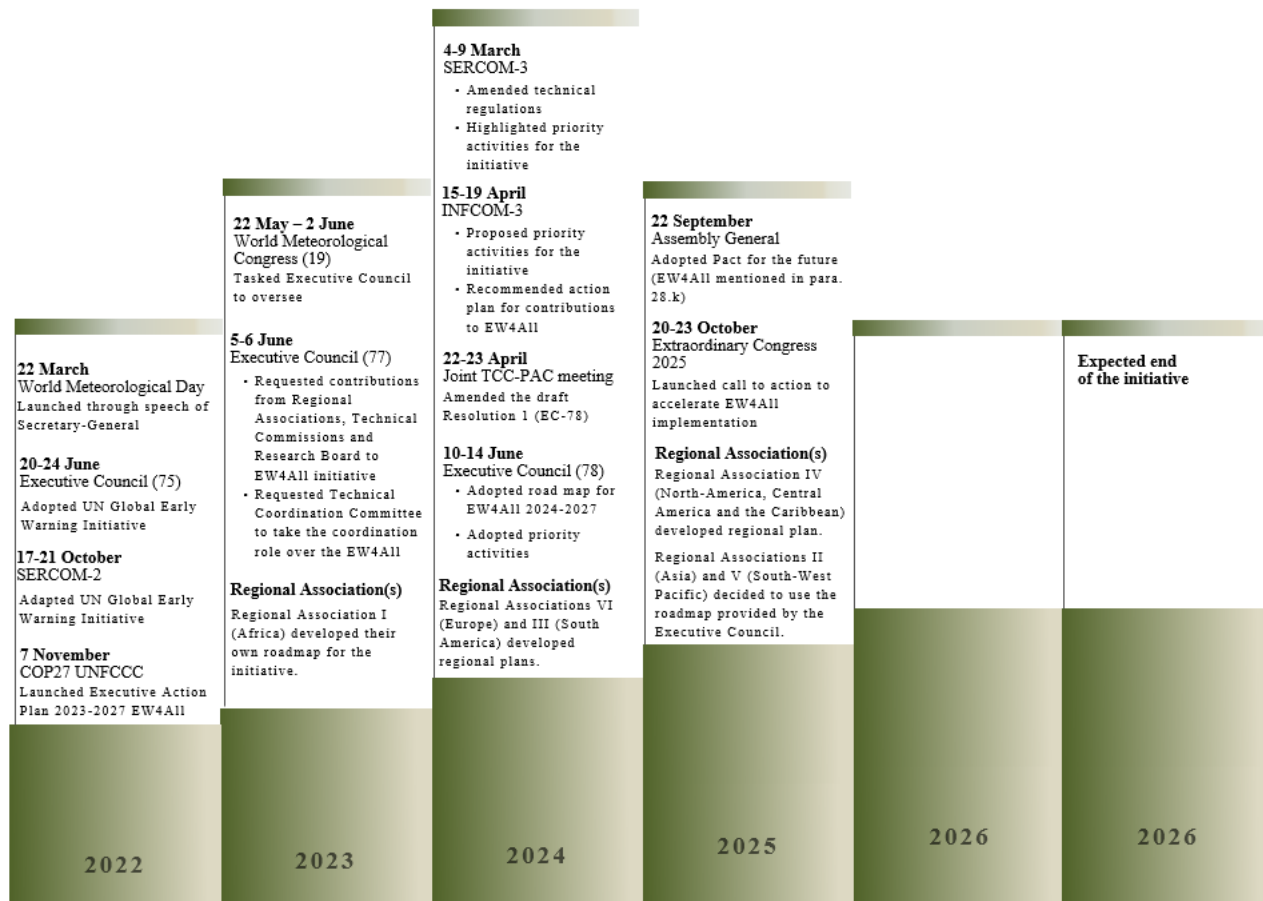 22 March
World Meteorological Day
Launched through speech of
Secretary-General
20-24 June
Executive Council (75)
Adopted UN Global Early
Warning Initiative
17-21 October
SERCOM-2
Adapted UN Global Early
Warning Initiative
7 November
COP27 UNFCCC
Launched Executive Action
Plan 2023-2027 EW4All
2022
22 May – 2 June
World Meteorological
Congress (19)
Tasked Executive Council
to oversee
5-6 June
Executive Council (77)
• Requested contributions
from Regional
Associations, Technical
Commissions and
Research Board to
EW4All initiative
• Requested Technical
Coordination Committee
to take the coordination
role over the EW4All
Regional Association(s)
Regional Association I
(Africa) developed their
own roadmap for the
initiative.
2023
4-9 March
SERCOM-3
• Amended technical
regulations
• Highlighted priority
activities for the
initiative
15-19 April
INFCOM-3
• Proposed priority
activities for the
initiative
• Recommended action
plan for contributions
to EW4All
22-23 April
Joint TCC-PAC meeting
Amended the draft
Resolution 1 (EC-78)
10-14 June
Executive Council (78)
• Adopted road map for
EW4All 2024-2027
• Adopted priority
activities
Regional Association(s)
Regional Associations VI
(Europe) and III (South
America) developed
regional plans.
2024
22 September
Assembly General
Adopted Pact for the future
(EW4All mentioned in para.
28.k)
20-23 October
Extraordinary Congress
2025
Launched call to action to
accelerate EW4All
implementation
Regional Association(s)
Regional Association IV
(North-America, Central
America and the Caribbean)
developed regional plan.
Regional Associations II
(Asia) and V (South-West
Pacific) decided to use the
roadmap provided by the
Executive Council.
2025
2026
Expected end
of the initiative
2026